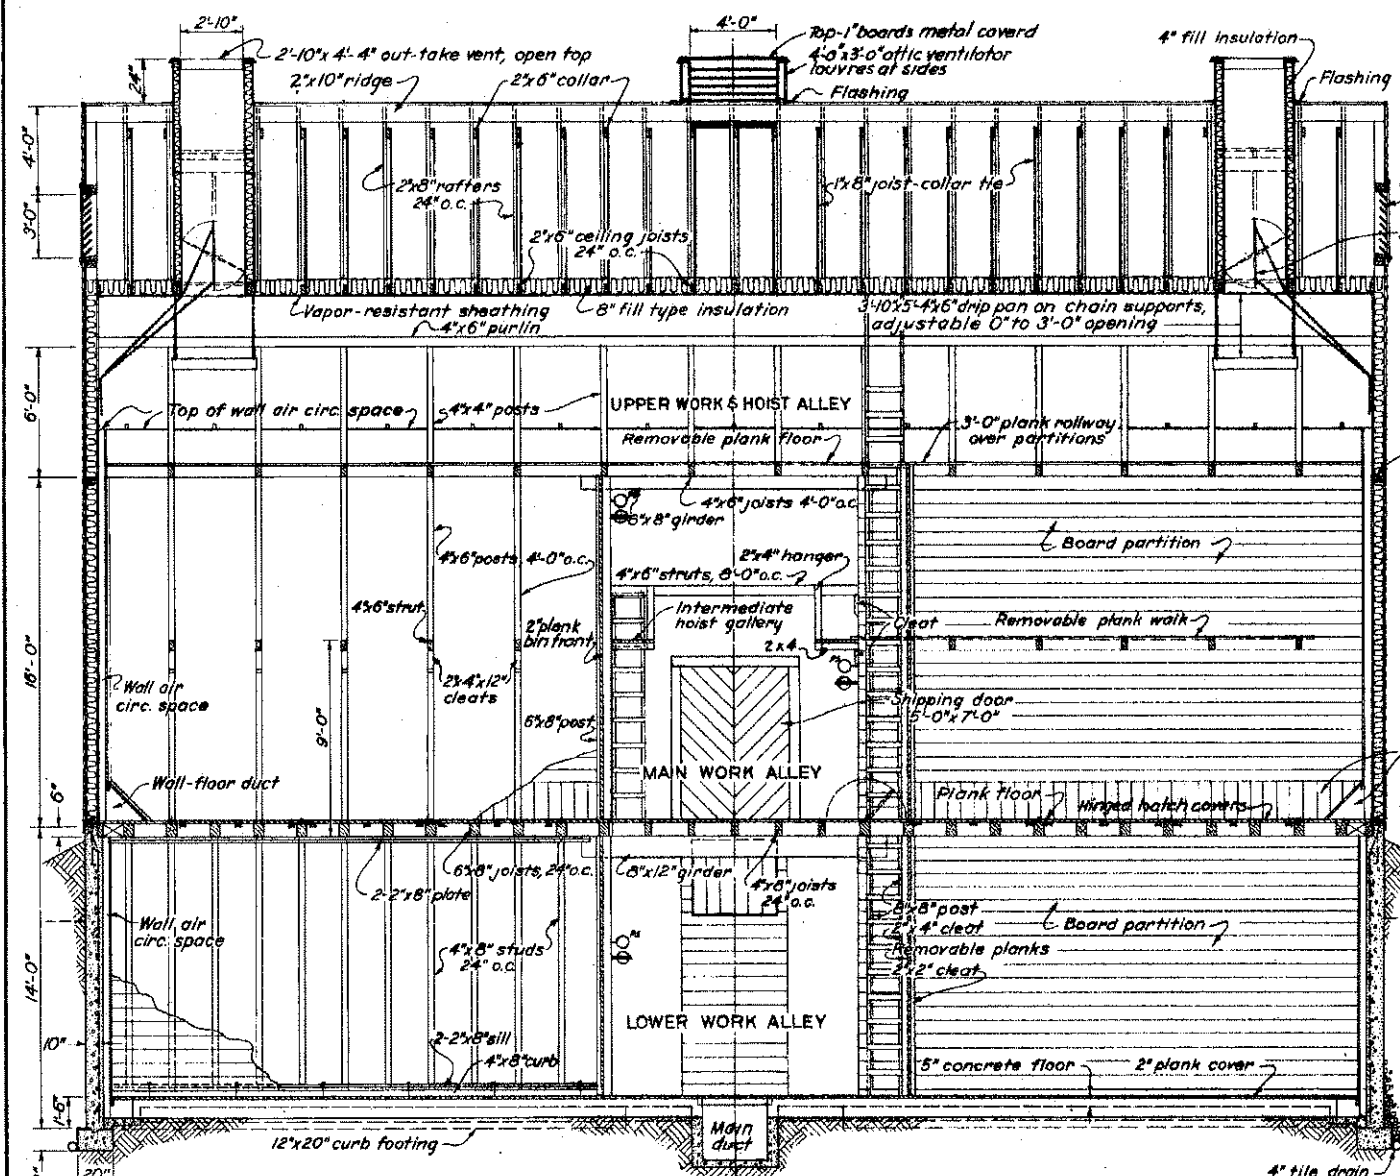 2'-10"
4'-0"
Top-1" boards metal coverd
2'-10"x 4'-4" out-take vent, open top
4'-0"x3'-0" attic ventilator
louvres at sides
4" fill insulation
24"
2"x10" ridge
2"x6" collar
Flashing
Flashing
4'-0"
3'-0"
2"x8" rafters
24" o.c.
1"x8" joist-collar tie
2"x6" ceiling joists
24" o.c.
Vapor-resistant sheathing
8" fill type insulation
3'-10"x5'-4"x6" drip pan on chain supports,
adjustable 0" to 3'-0" opening
4"x6" purlin
6'-0"
Top of wall air circ. space
4"x4" posts
UPPER WORK & HOIST ALLEY
Removable plank floor
3'-0" plank rollway
over partitions
4"x6" joists 4'-0" o.c.
6"x8" girder
Board partition
4"x6" posts, 4'-0" o.c.
2"x4" hanger
4"x6" struts, 8'-0" o.c.
4"x6" strut
2" plank
bin front
Intermediate
hoist gallery
Cleat
Removable plank walk
2x4
16'-0"
Wall air
circ. space
2"x4"x12"
cleats
9'-0"
6"x8" post
Shipping door
5'-0"x7'-0"
Wall-floor duct
MAIN WORK ALLEY
Plank floor
Hinged hatch covers
6"
6"x8" joists, 24" o.c.
2-2"x8" plate
8"x12" girder
4"x8" joists
24" o.c.
8"x8" post
2"x4" cleat
Removable planks
2"x2" cleat
Board partition
Wall air
circ. space
4"x8" studs
24" o.c.
14'-0"
10"
LOWER WORK ALLEY
2-2"x8" sill
4"x8" curb
5" concrete floor
2" plank cover
1'-6"
12"x20" curb footing
Main
duct
20"
4" tile drain